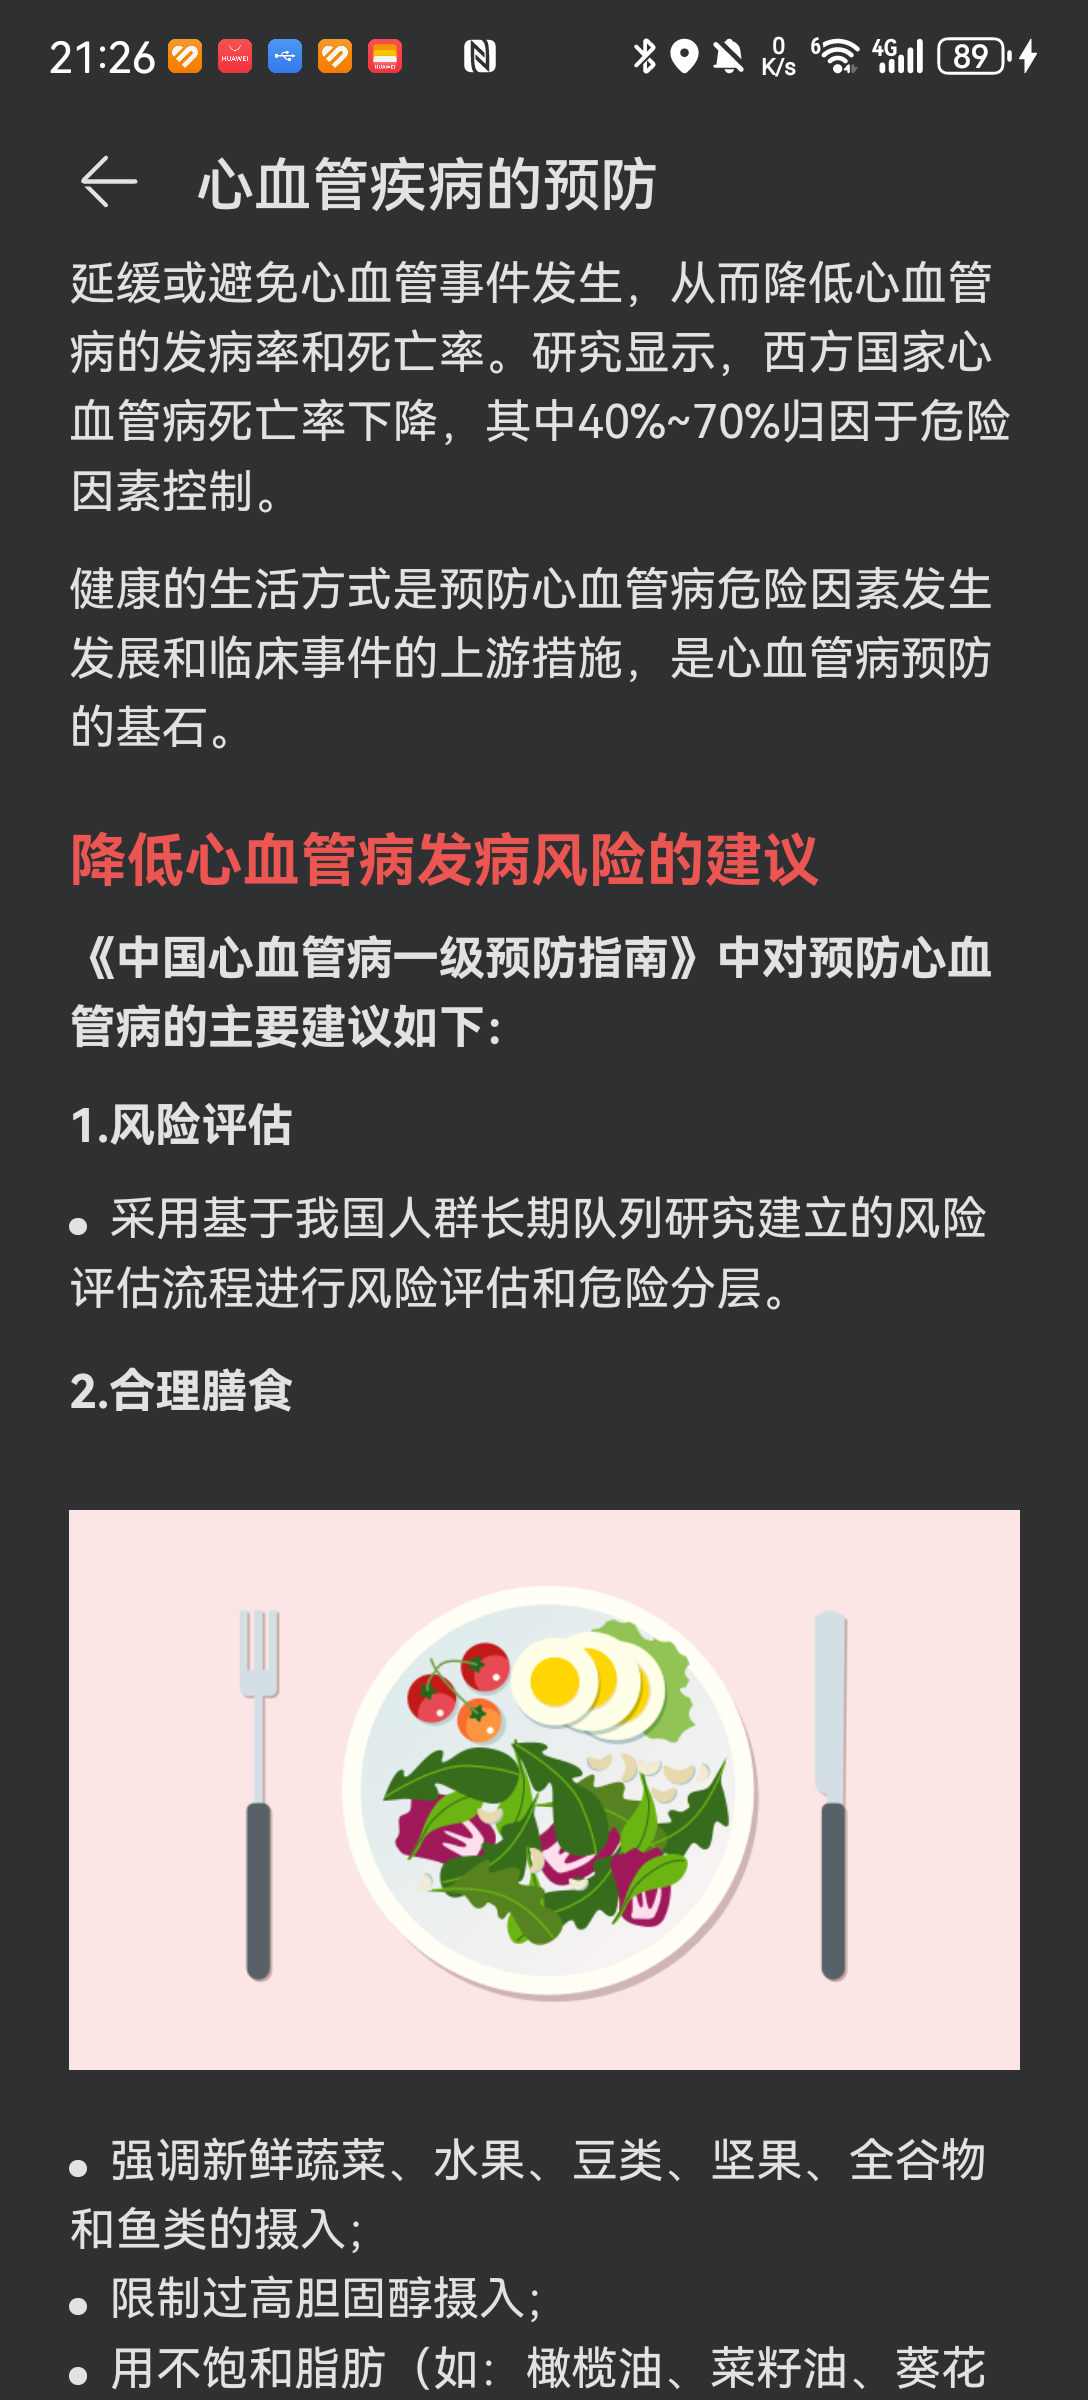 21:26
HUAWEI
HUAWEI
0
K/s
6
4G
89
心血管疾病的预防
延缓或避免心血管事件发生，从而降低心血管
病的发病率和死亡率。研究显示，西方国家心
血管病死亡率下降，其中40%~70%归因于危险
因素控制。
健康的生活方式是预防心血管病危险因素发生
发展和临床事件的上游措施，是心血管病预防
的基石。
降低心血管病发病风险的建议
《中国心血管病一级预防指南》中对预防心血
管病的主要建议如下：
1.风险评估
● 采用基于我国人群长期队列研究建立的风险
评估流程进行风险评估和危险分层。
2.合理膳食
● 强调新鲜蔬菜、水果、豆类、坚果、全谷物
和鱼类的摄入；
● 限制过高胆固醇摄入；
● 用不饱和脂肪（如：橄榄油、菜籽油、葵花